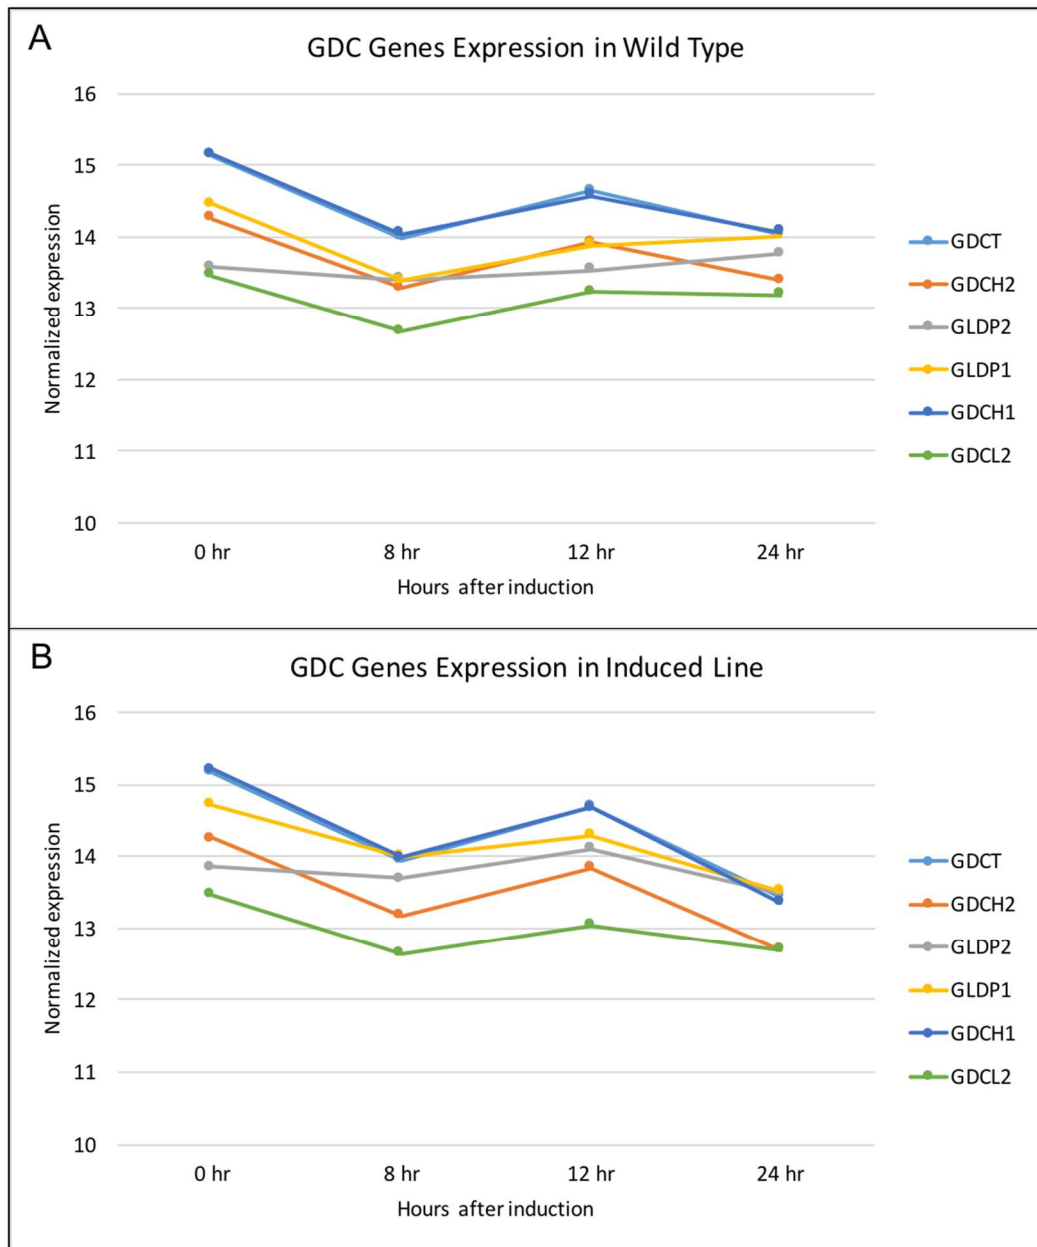 A
GDC Genes Expression in Wild Type
16
15
14
13
12
11
10
Normalized expression
0 hr
8 hr
12 hr
24 hr
Hours after induction
GDCT
GDCH2
GLDP2
GLDP1
GDCH1
GDCL2
B
GDC Genes Expression in Induced Line
16
15
14
13
12
11
10
Normalized expression
0 hr
8 hr
12 hr
24 hr
Hours after induction
GDCT
GDCH2
GLDP2
GLDP1
GDCH1
GDCL2